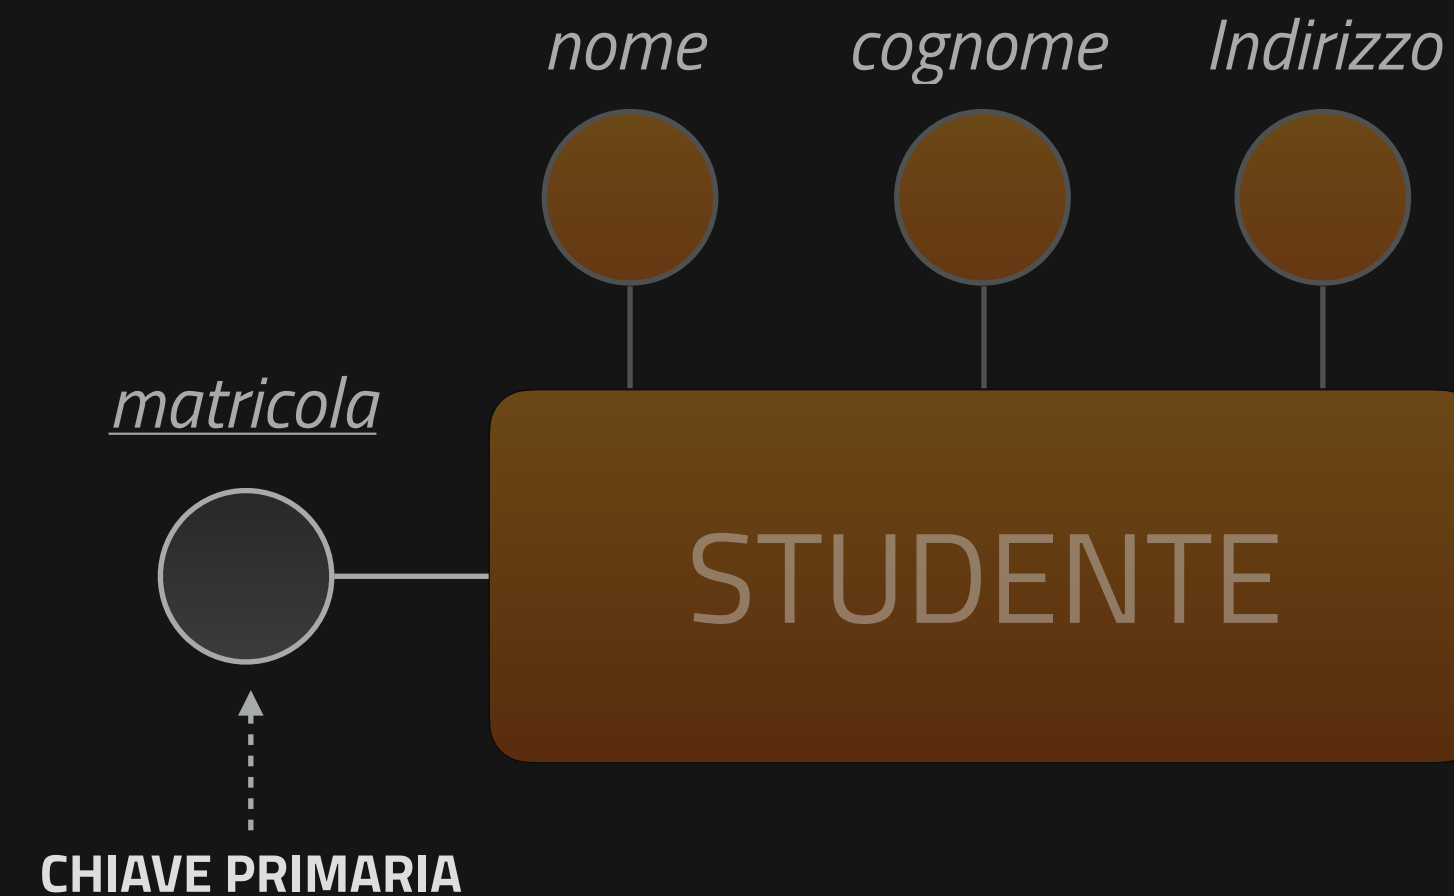 nome
cognome
Indirizzo
matricola
STUDENTE
CHIAVE PRIMARIA